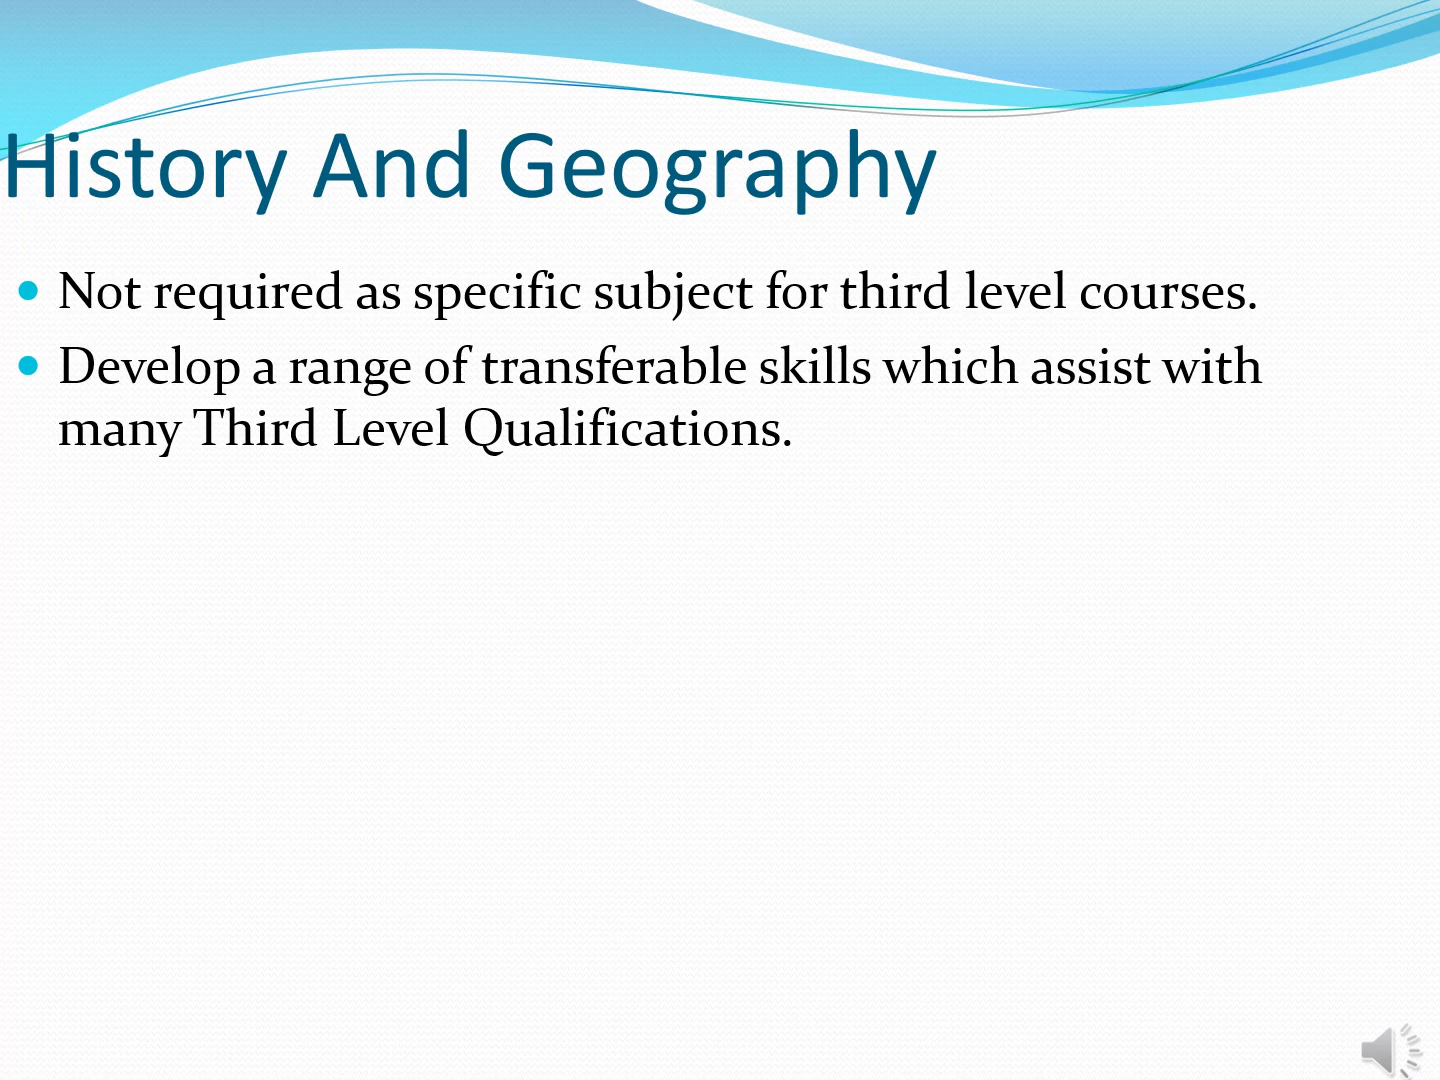 History And Geography
Not required as specific subject for third level courses.
Develop a range of transferable skills which assist with
many Third Level Qualifications.